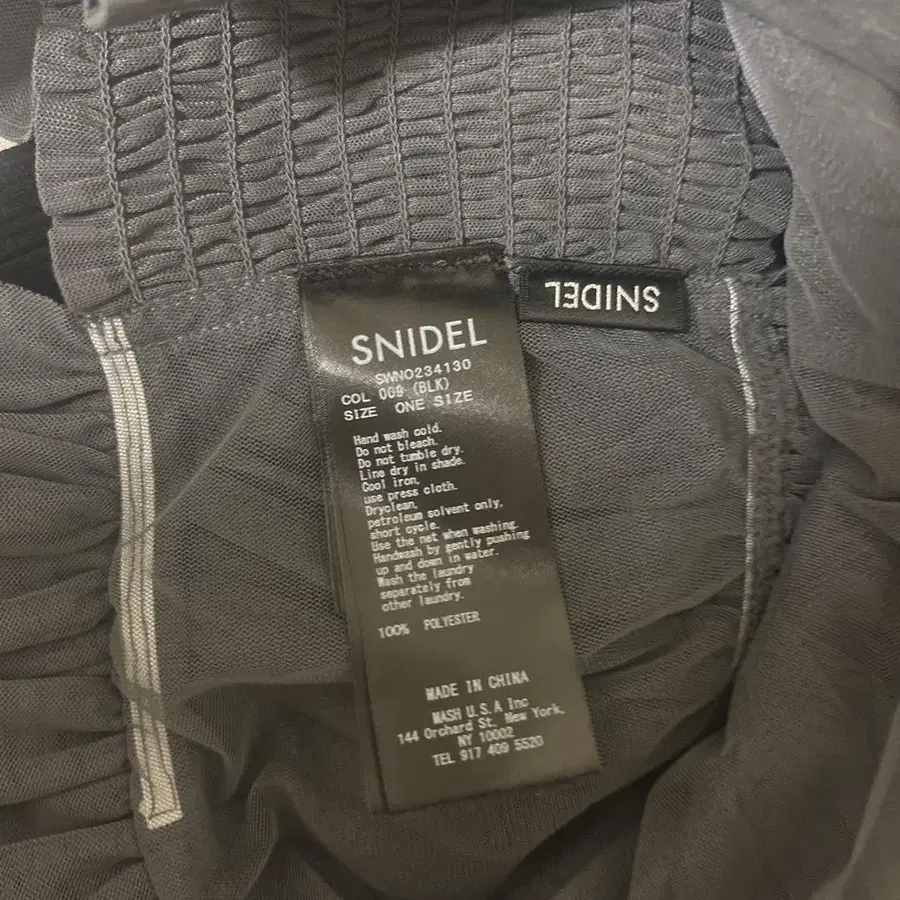 SNIDEL
SNIDEL
SWNO234130
COL 009 (BLK)
SIZE ONE SIZE
Hand wash cold.
Do not bleach.
Do not tumble dry.
Line dry in shade.
Cool iron,
use press cloth.
Dryclean,
petroleum solvent only,
short cycle.
Use the net when washing.
Handwash by gently pushing
up and down in water.
Wash the laundry
separately from
other laundry.
100% POLYESTER
MADE IN CHINA
MASH U.S.A Inc
144 Orchard St. New York,
NY 10002
TEL 917 409 5520